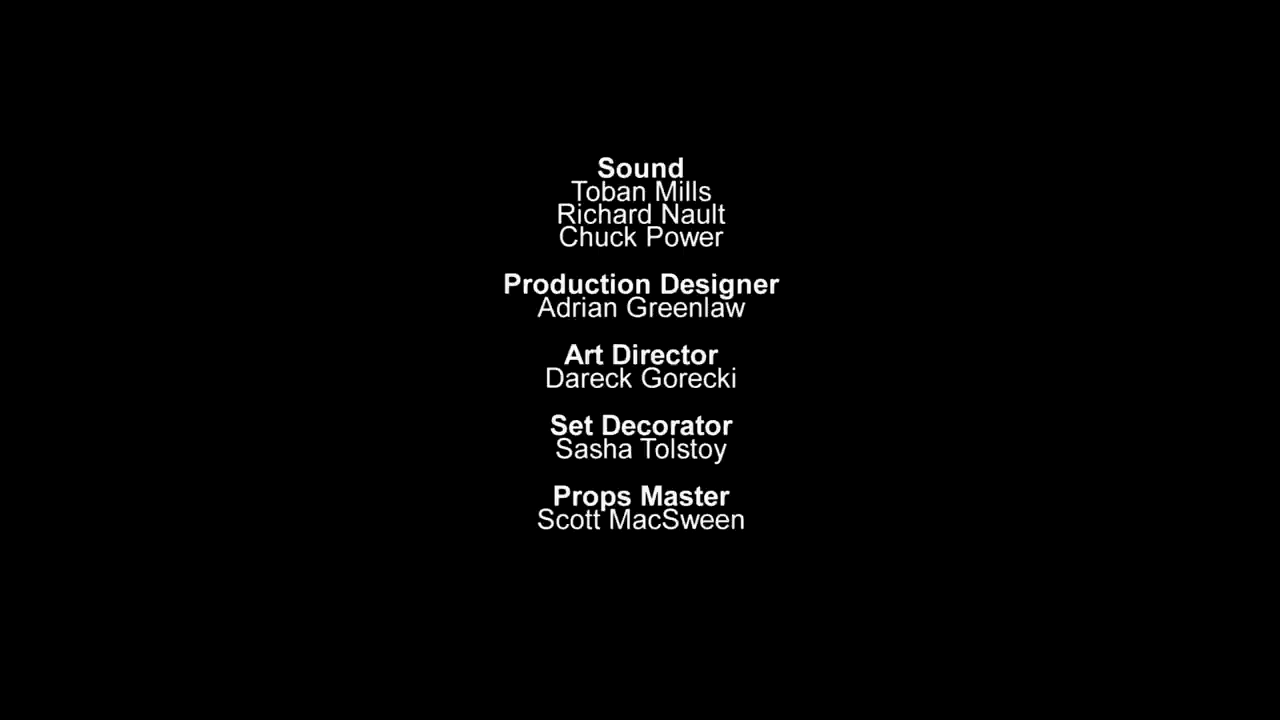 Sound
Toban Mills
Richard Nault
Chuck Power
Production Designer
Adrian Greenlaw
Art Director
Dareck Gorecki
Set Decorator
Sasha Tolstoy
Props Master
Scott MacSween